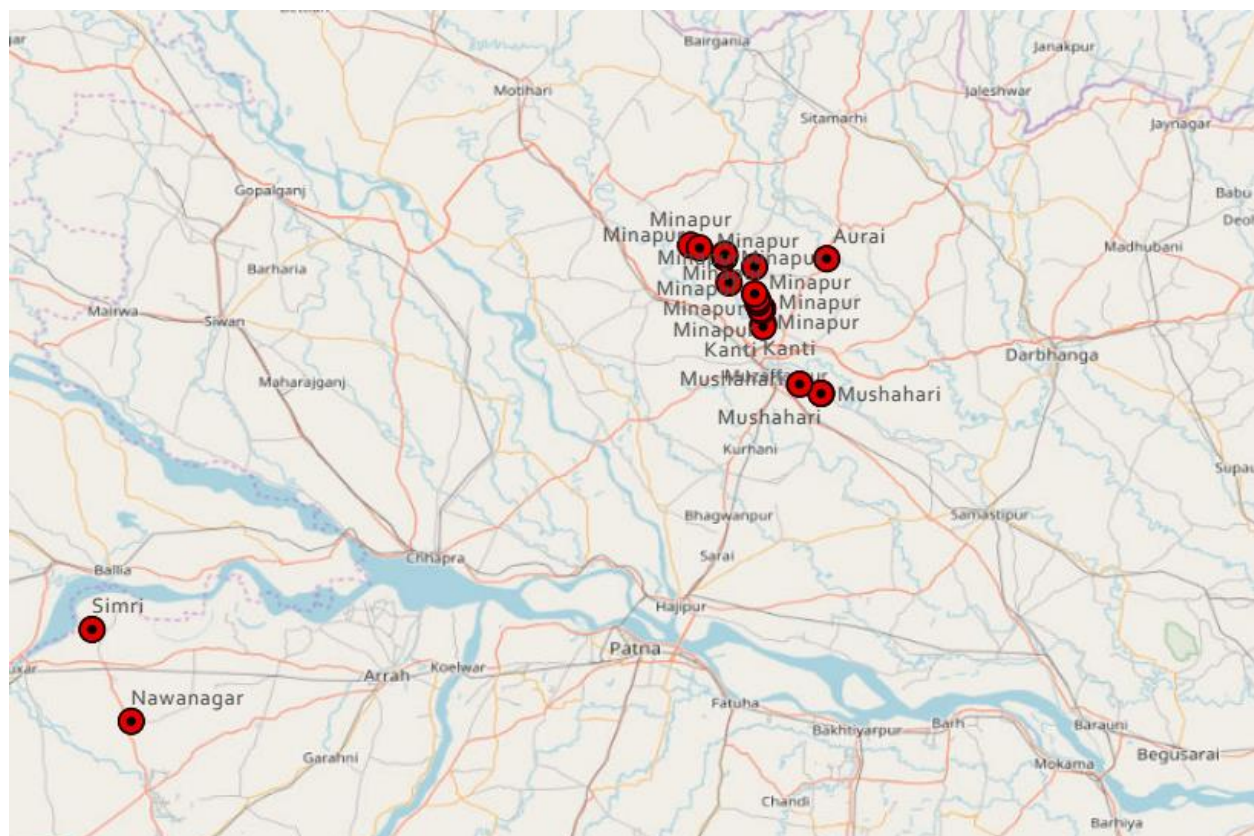 Bairgania
Janakpur
Motihari
Jaleshwar
Sitamarhi
Jaynagar
Gopalganj
Babu
Deol
Minapur
Aurai
Minapur
Minapur
Madhubani
Barharia
Minapur
Minapur
Mairwa
Siwan
Minapur
Minapur
Minapur
Minapur
Minapur
Kanti
Kanti
Darbhanga
Maharajganj
Mushahari
Mushahari
Mushahari
Kurhani
Supau
Bhagwanpur
Samastipur
Chhapra
Sarai
Ballia
Simri
Hajipur
Patna
Arrah
Koelwar
Nawanagar
Fatuha
Bakhtiyarpur
Barh
Barauni
Garahni
Begusarai
Mokama
Chandi
Barhiya